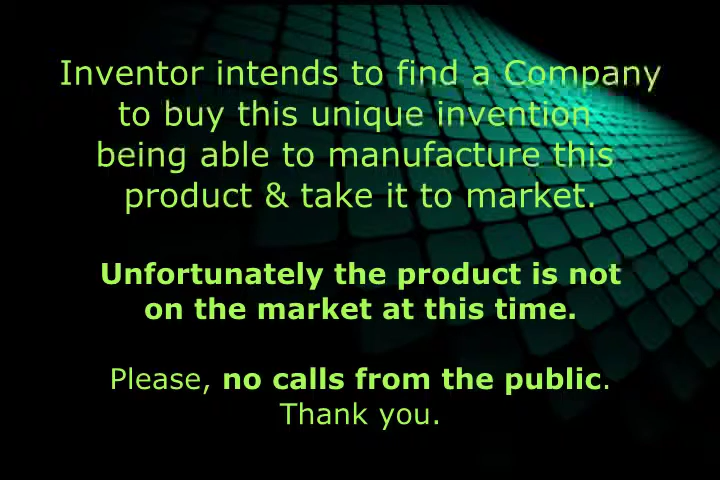 Inventor intends to find a Company
to buy this unique invention
being able to manufacture this
product & take it to market.
Unfortunately the product is not
on the market at this time.
Please, no calls from the public.
Thank you.